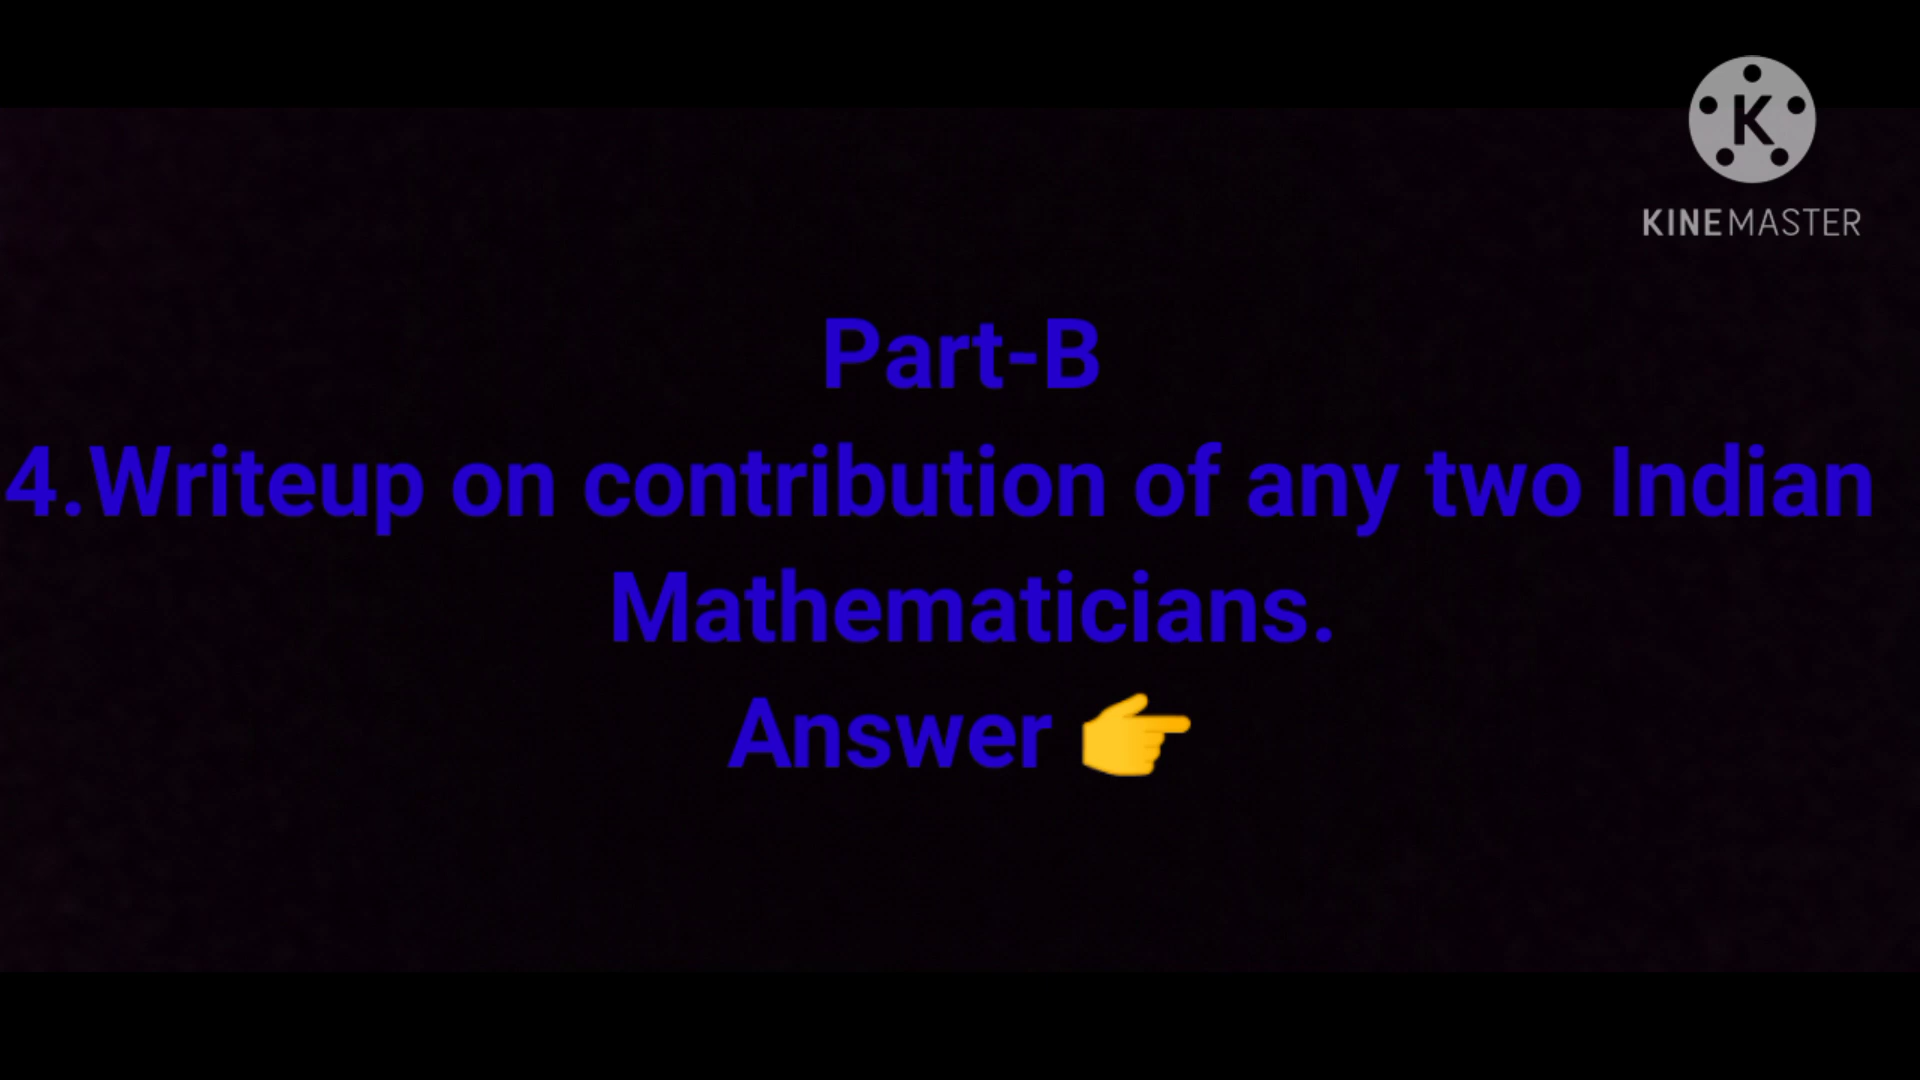 K
KINEMASTER
Part-B
4.Writeup on contribution of any two Indian
Mathematicians.
Answer 👉